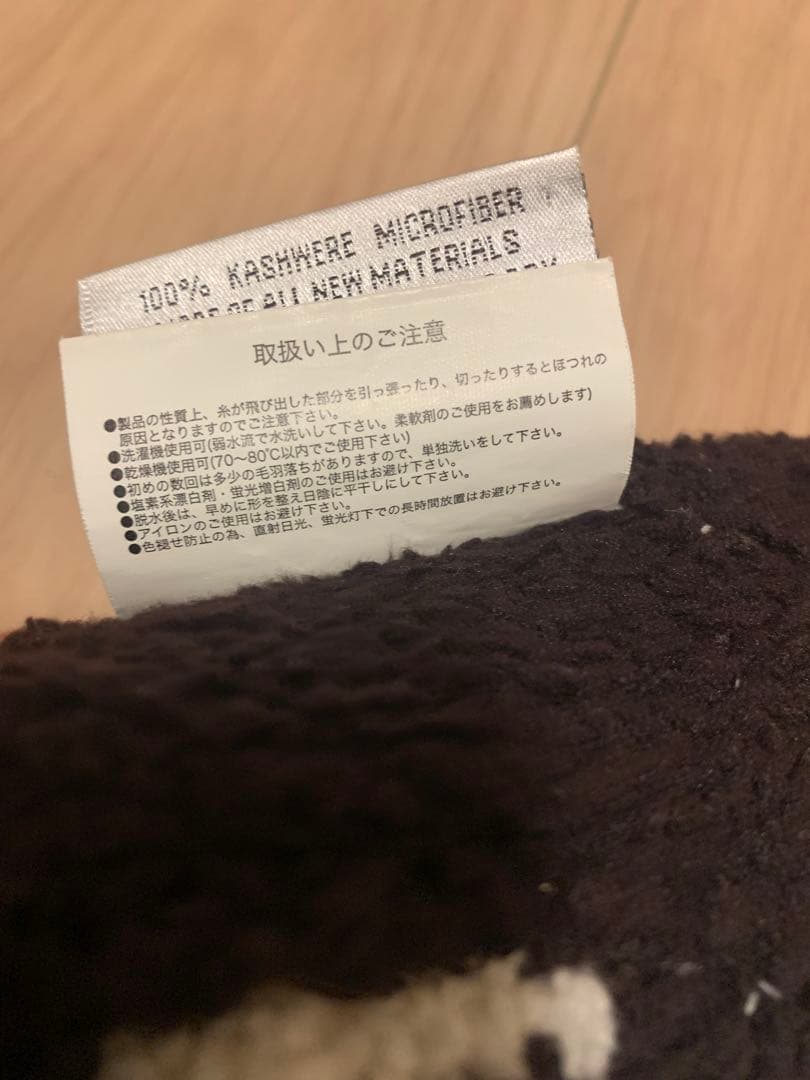 100% KASHWERE MICROFIBER
MADE OF ALL NEW MATERIALS
取扱い上のご注意
●製品の性質上、糸が飛び出した部分を引っ張ったり、切ったりするとほつれの
原因となりますのでご注意下さい。
●洗濯機使用可(弱水流で水洗いして下さい。柔軟剤のご使用をお薦めします)
●乾燥機使用可(70〜80℃以内でご使用下さい)
●初めの数回は多少の毛羽落ちがありますので、単独洗いをして下さい。
●塩素系漂白剤・蛍光増白剤のご使用はお避け下さい。
●脱水後は、早めに形を整え日陰に平干しにして下さい。
●アイロンのご使用はお避け下さい。
●色褪せ防止の為、直射日光、蛍光灯下での長時間放置はお避け下さい。